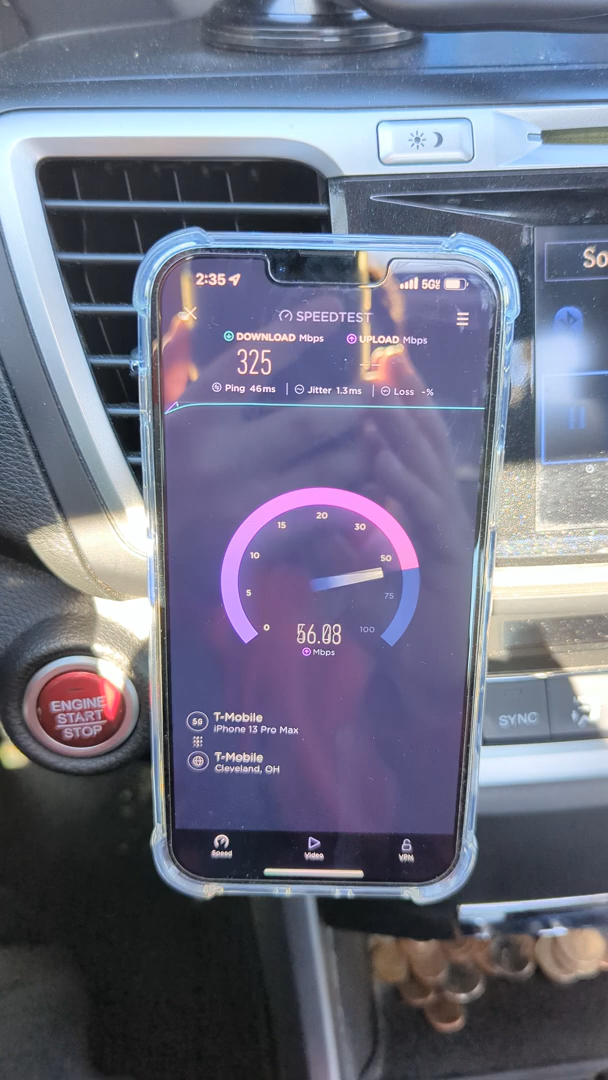 2:35 5G
SPEEDTEST
DOWNLOAD Mbps UPLOAD Mbps
325
Ping 46ms Jitter 1.3ms Loss -%
0
5
10
15
20
30
50
75
100
Mbps
5G T-Mobile
iPhone 13 Pro Max
T-Mobile
Cleveland, OH
Speed Video VPN
ENGINE
START
STOP
SYNC
So